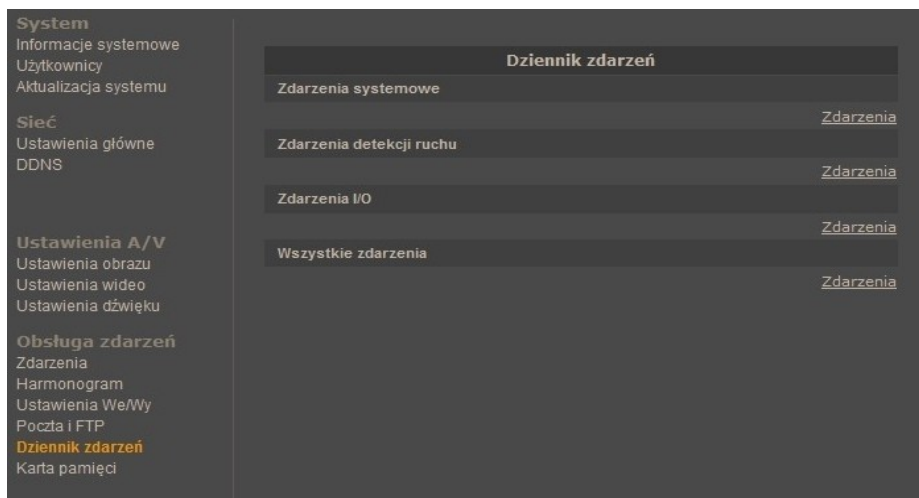 System
Informacje systemowe
Użytkownicy
Aktualizacja systemu
Sieć
Ustawienia główne
DDNS
Ustawienia A/V
Ustawienia obrazu
Ustawienia wideo
Ustawienia dźwięku
Obsługa zdarzeń
Zdarzenia
Harmonogram
Ustawienia We/Wy
Poczta i FTP
Dziennik zdarzeń
Karta pamięci
Dziennik zdarzeń
Zdarzenia systemowe
Zdarzenia
Zdarzenia detekcji ruchu
Zdarzenia
Zdarzenia I/O
Zdarzenia
Wszystkie zdarzenia
Zdarzenia